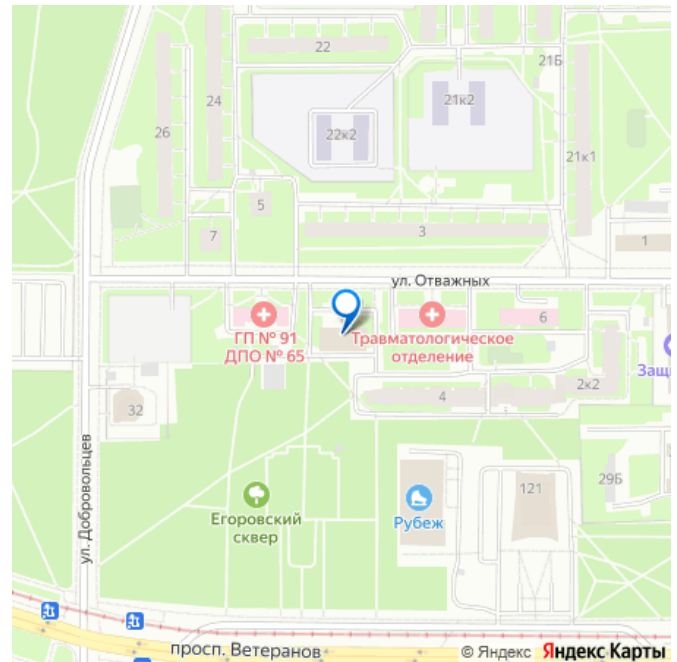 22
21Б
24
21к2
26
22к2
21к1
5
7
3
1
ул. Отважных
ГП № 91
ДПО № 65
Травматологическое
отделение
6
Защи
2к2
4
32
ул. Добровольцев
29Б
121
Егоровский
сквер
Рубеж
просп. Ветеранов
© Яндекс Яндекс Карты